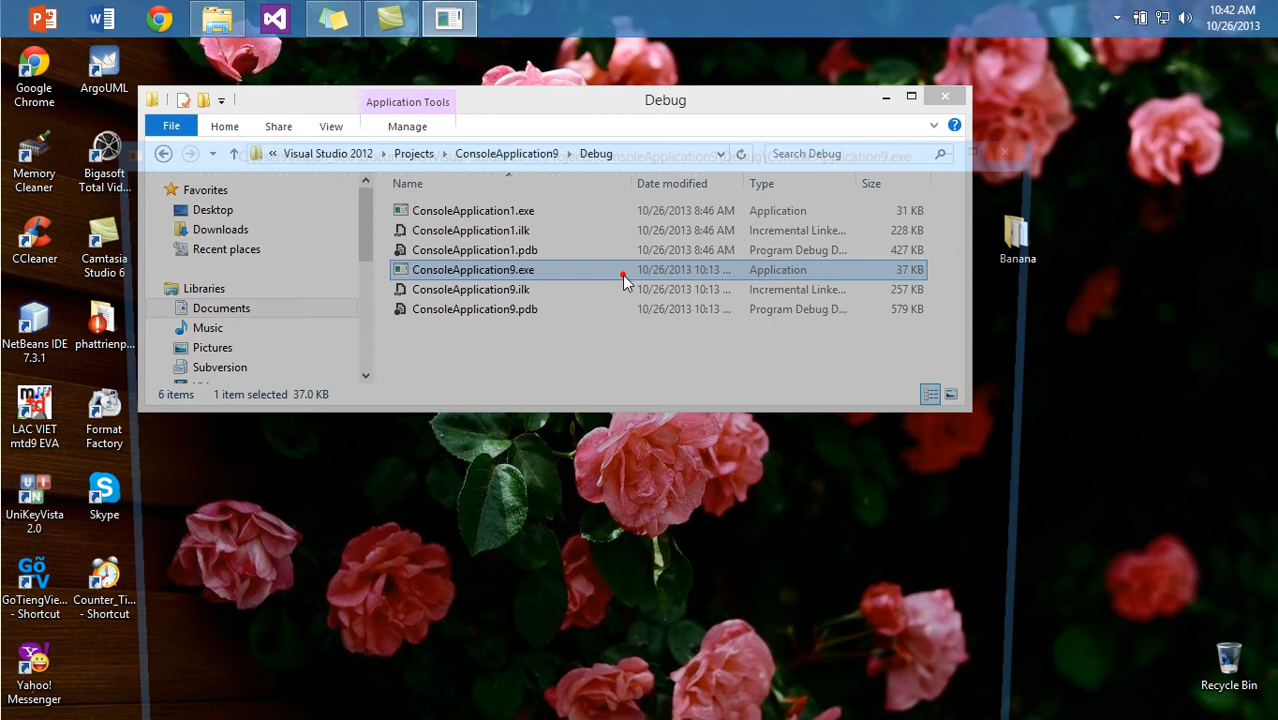 10:42 AM
10/26/2013
Google Chrome
ArgoUML
Memory Cleaner
Bigasoft Total Vid...
CCleaner
Camtasia Studio 6
NetBeans IDE 7.3.1
phattrienp...
LAC VIET mtd9 EVA
Format Factory
UniKeyVista 2.0
Skype
GoTiengVie... - Shortcut
Counter_Ti... - Shortcut
Yahoo! Messenger
Banana
Recycle Bin
Application Tools
Debug
File Home Share View Manage
« Visual Studio 2012 Projects ConsoleApplication9 Debug
Search Debug
Favorites
Desktop
Downloads
Recent places
Libraries
Documents
Music
Pictures
Subversion
Name Date modified Type Size
ConsoleApplication1.exe 10/26/2013 8:46 AM Application 31 KB
ConsoleApplication1.ilk 10/26/2013 8:46 AM Incremental Linke... 228 KB
ConsoleApplication1.pdb 10/26/2013 8:46 AM Program Debug D... 427 KB
ConsoleApplication9.exe 10/26/2013 10:13 ... Application 37 KB
ConsoleApplication9.ilk 10/26/2013 10:13 ... Incremental Linke... 257 KB
ConsoleApplication9.pdb 10/26/2013 10:13 ... Program Debug D... 579 KB
6 items 1 item selected 37.0 KB